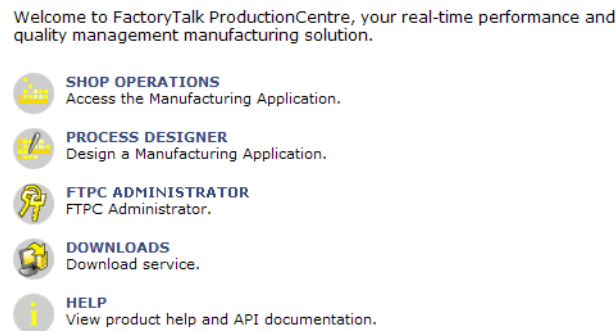 Welcome to FactoryTalk ProductionCentre, your real-time performance and
quality management manufacturing solution.
SHOP OPERATIONS
Access the Manufacturing Application.
PROCESS DESIGNER
Design a Manufacturing Application.
FTPC ADMINISTRATOR
FTPC Administrator.
DOWNLOADS
Download service.
HELP
View product help and API documentation.